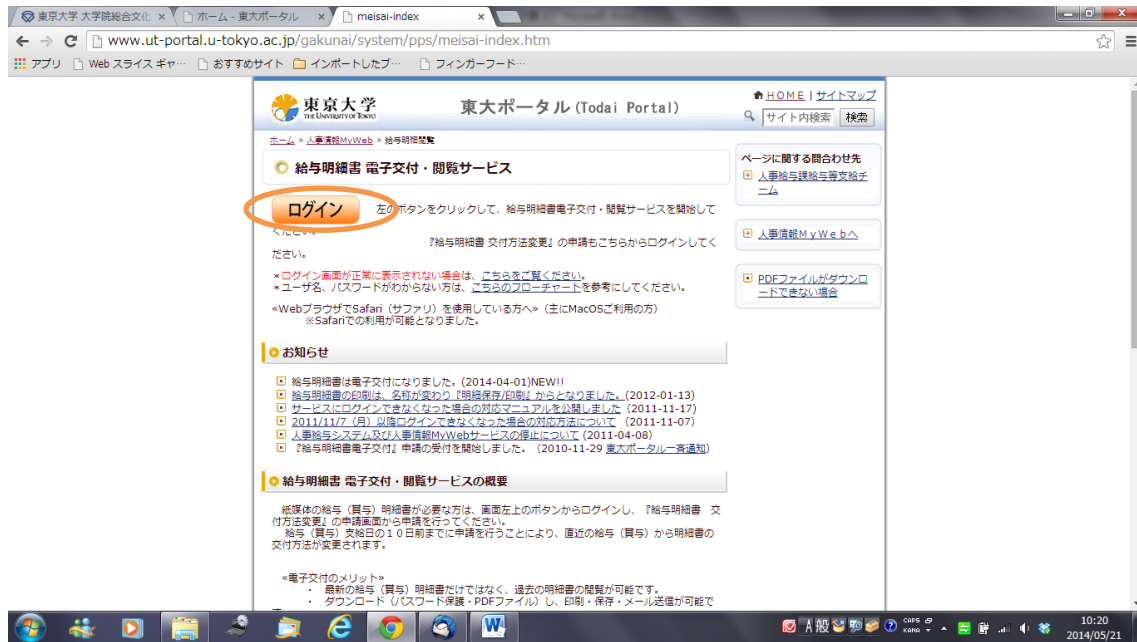 東京大学 大学院総合文化
ホーム - 東大ポータル
meisai-index
www.ut-portal.u-tokyo.ac.jp/gakunai/system/pps/meisai-index.htm
アプリ Web スライス ギャ… おすすめサイト インポートしたブ… フィンガーフード…
東京大学
THE UNIVERSITY OF TOKYO
東大ポータル(Todai Portal)
HOME | サイトマップ
サイト内検索 検索
ホーム » 人事情報MyWeb » 給与明細閲覧
給与明細書 電子交付・閲覧サービス
ログイン 左のボタンをクリックして、給与明細書電子交付・閲覧サービスを開始して
ください。
『給与明細書 交付方法変更』の申請もこちらからログインしてく
ださい。
*ログイン画面が正常に表示されない場合は、こちらをご覧ください。
*ユーザ名、パスワードがわからない方は、こちらのフローチャートを参考にしてください。
«WebブラウザでSafari（サファリ）を使用している方へ»（主にMacOSご利用の方）
※Safariでの利用が可能となりました。
お知らせ
給与明細書は電子交付になりました。(2014-04-01)NEW!!
給与明細書の印刷は、名称が変わり『明細保存/印刷』からとなりました。(2012-01-13)
サービスにログインできなくなった場合の対応マニュアルを公開しました (2011-11-17)
2011/11/7（月）以降ログインできなくなった場合の対応方法について (2011-11-07)
人事給与システム及び人事情報MyWebサービスの停止について (2011-04-08)
『給与明細書電子交付』申請の受付を開始しました。（2010-11-29 東大ポータル一斉通知）
給与明細書 電子交付・閲覧サービスの概要
紙媒体の給与（賞与）明細書が必要な方は、画面左上のボタンからログインし、『給与明細書 交
付方法変更』の申請画面から申請を行ってください。
給与（賞与）支給日の１０日前までに申請を行うことにより、直近の給与（賞与）から明細書の
交付方法が変更されます。
«電子交付のメリット»
・ 最新の給与（賞与）明細書だけではなく、過去の明細書の閲覧が可能です。
・ ダウンロード（パスワード保護・PDFファイル）し、印刷・保存・メール送信が可能で
ページに関する問合わせ先
人事給与課給与等支給チ
ーム
人事情報ＭｙＷｅｂへ
PDFファイルがダウンロ
ードできない場合
A 般
CAPS
KANA
10:20
2014/05/21